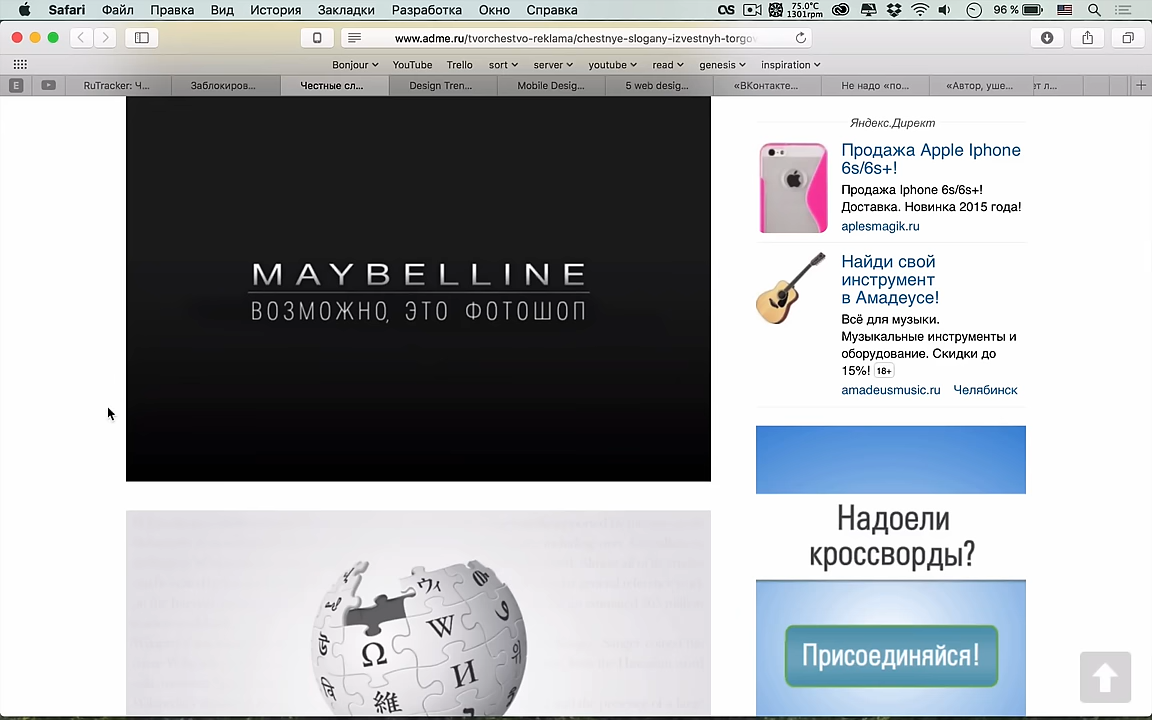 Safari Файл Правка Вид История Закладки Разработка Окно Справка
75.0°C
1301rpm
96 %
www.adme.ru/tvorchestvo-reklama/chestnye-slogany-izvestnyh-torgov
Bonjour YouTube Trello sort server youtube read genesis inspiration
E RuTracker: Ч... Заблокиров... Честные сл... Design Tren... Mobile Desig... 5 web desig... «ВКонтакте... Не надо «по... «Автор, уше... ет л...
MAYBELLINE
ВОЗМОЖНО, ЭТО ФОТОШОП
Яндекс.Директ
Продажа Apple Iphone
6s/6s+!
Продажа Iphone 6s/6s+!
Доставка. Новинка 2015 года!
aplesmagik.ru
Найди свой
инструмент
в Амадеусе!
Всё для музыки.
Музыкальные инструменты и
оборудование. Скидки до
15%! 18+
amadeusmusic.ru Челябинск
Надоели
кроссворды?
Присоединяйся!
Ω W И 維